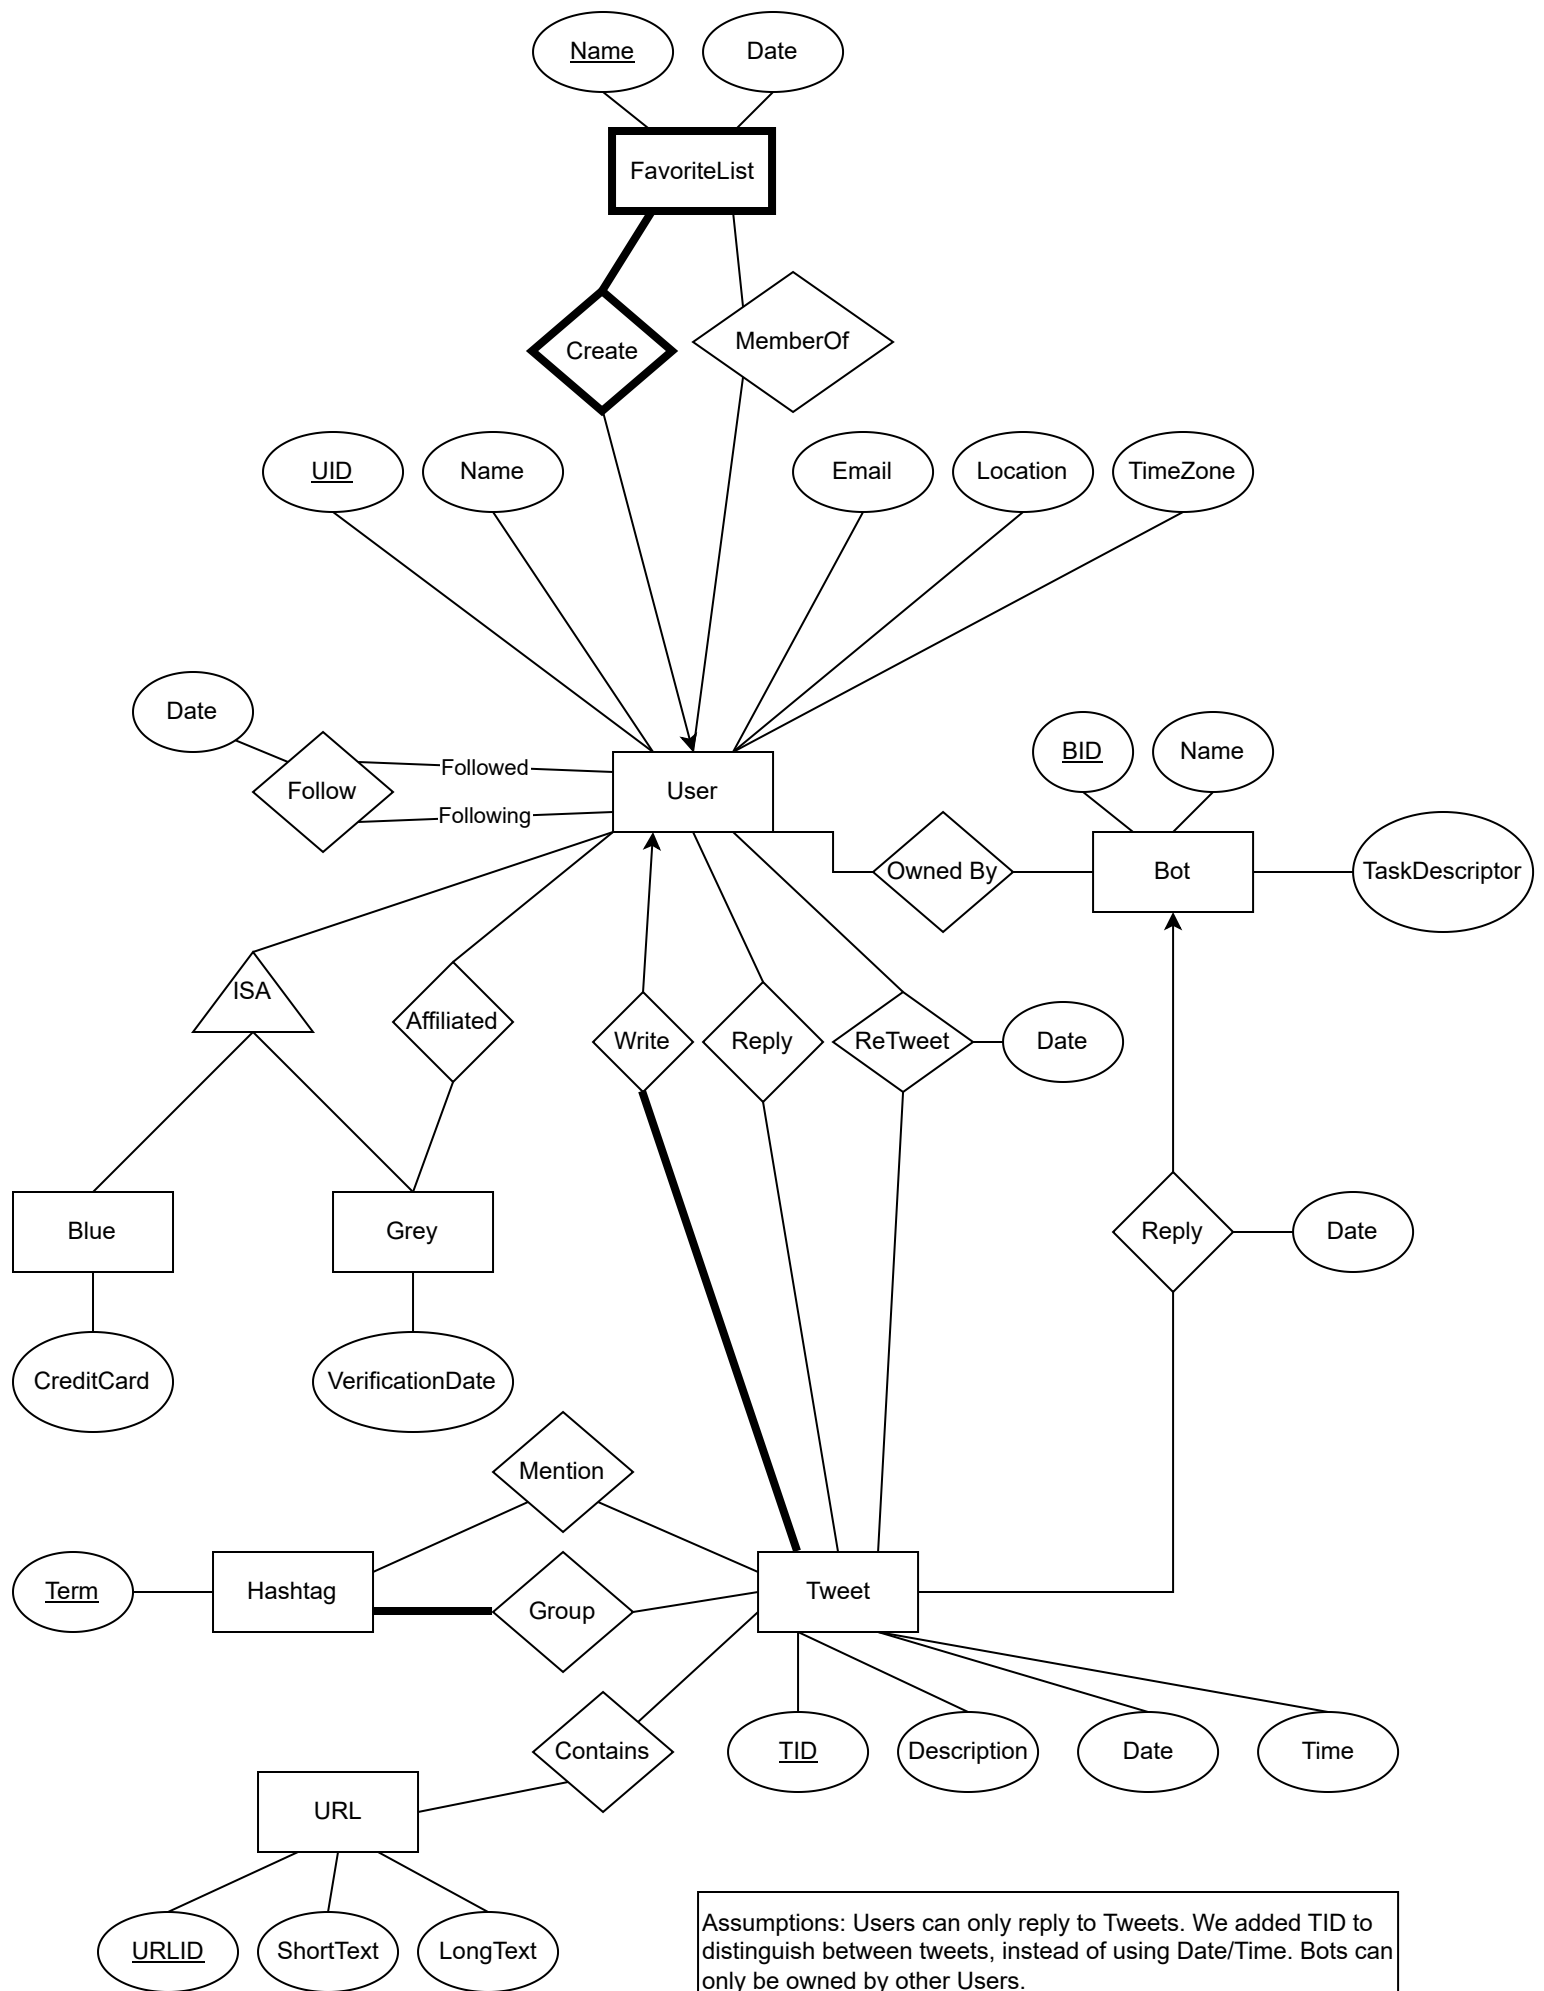 Name
Date
FavoriteList
Create
MemberOf
UID
Name
Email
Location
TimeZone
Date
Follow
Followed
Following
User
BID
Name
Owned By
Bot
TaskDescriptor
ISA
Affiliated
Write
Reply
ReTweet
Date
Blue
Grey
Reply
Date
CreditCard
VerificationDate
Mention
Term
Hashtag
Group
Tweet
Contains
TID
Description
Date
Time
URL
URLID
ShortText
LongText
Assumptions: Users can only reply to Tweets. We added TID to
distinguish between tweets, instead of using Date/Time. Bots can
only be owned by other Users.